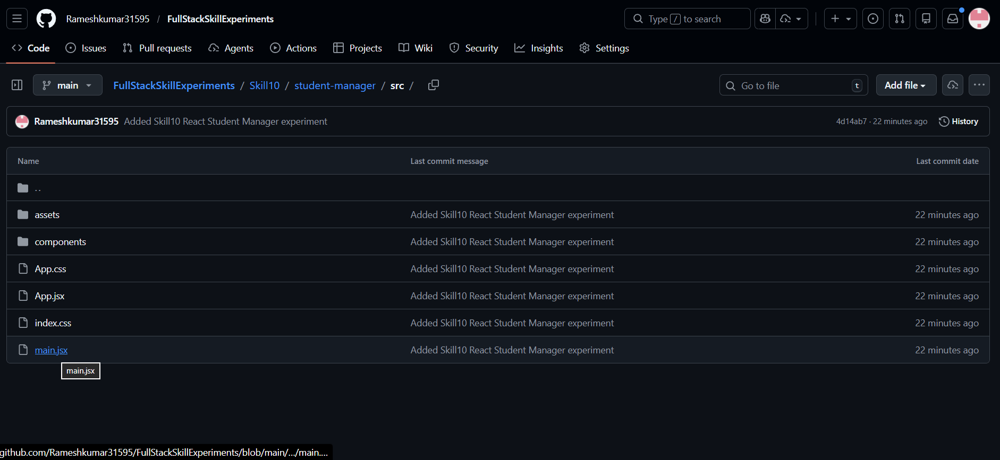 Rameshkumar31595 / FullStackSkillExperiments Type / to search
Code Issues Pull requests Agents Actions Projects Wiki Security Insights Settings
main FullStackSkillExperiments / Skill10 / student-manager / src / Go to file t Add file
Rameshkumar31595 Added Skill10 React Student Manager experiment 4d14ab7 · 22 minutes ago History
Name Last commit message Last commit date
..
assets Added Skill10 React Student Manager experiment 22 minutes ago
components Added Skill10 React Student Manager experiment 22 minutes ago
App.css Added Skill10 React Student Manager experiment 22 minutes ago
App.jsx Added Skill10 React Student Manager experiment 22 minutes ago
index.css Added Skill10 React Student Manager experiment 22 minutes ago
main.jsx Added Skill10 React Student Manager experiment 22 minutes ago
main.jsx
github.com/Rameshkumar31595/FullStackSkillExperiments/blob/main/.../main....